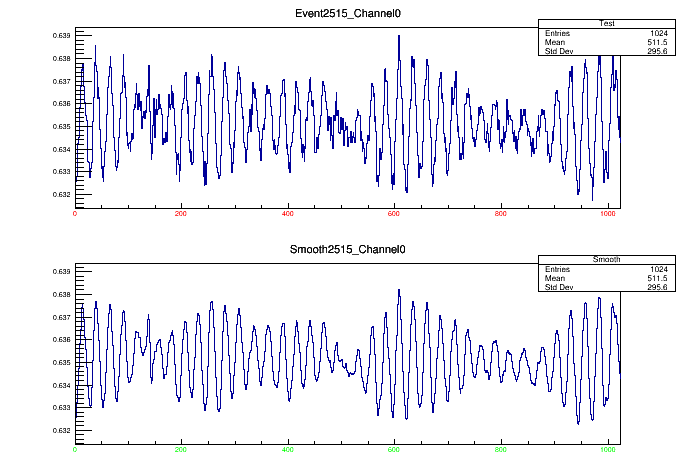 Event2515_Channel0
Test
Entries 1024
Mean 511.5
Std Dev 295.6
0.639
0.638
0.637
0.636
0.635
0.634
0.633
0.632
0 200 400 600 800 1000
Smooth2515_Channel0
Smooth
Entries 1024
Mean 511.5
Std Dev 295.6
0.639
0.638
0.637
0.636
0.635
0.634
0.633
0.632
0 200 400 600 800 1000